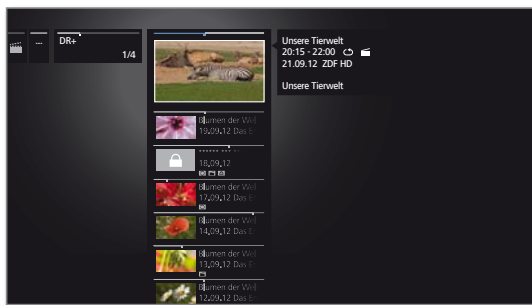 ...
DR+
1/4
Unsere Tierwelt
20:15 - 22:00
21.09.12 ZDF HD
Unsere Tierwelt
Blumen der Wel
19.09.12 Das E
18.09.12
Blumen der Wel
17.09.12 Das E
Blumen der Wel
14.09.12 Das E
Blumen der Wel
13.09.12 Das E
Blumen der Wel
12.09.12 Das E